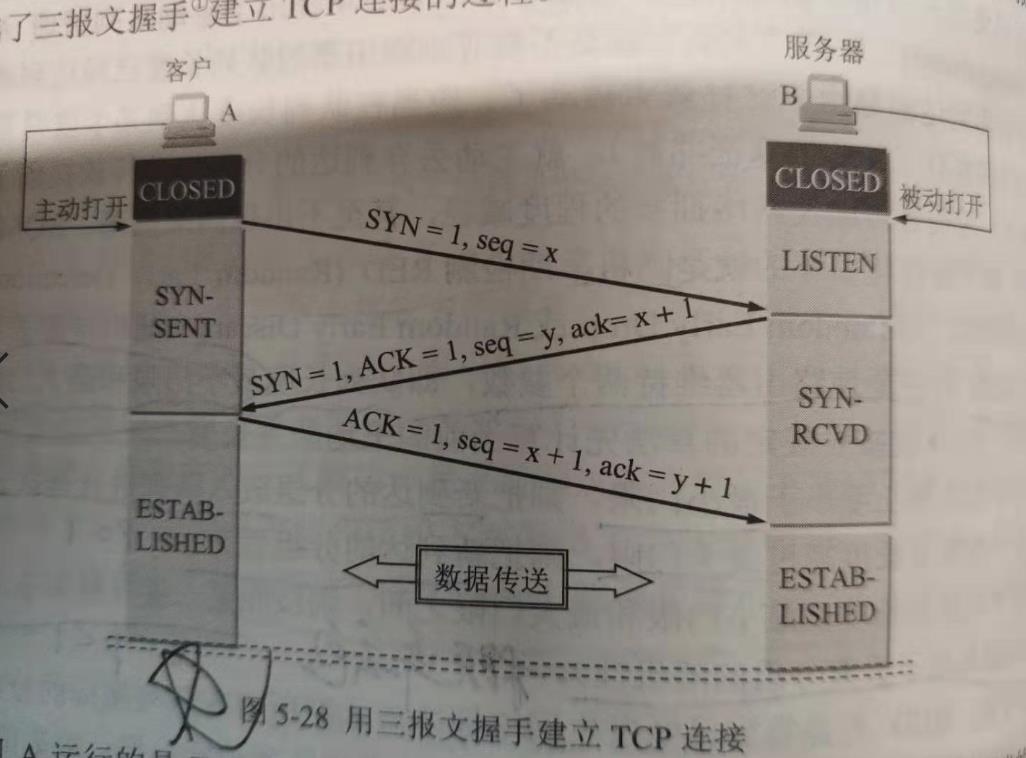 了三报文握手①建立 TCP 连接的过程
客户
服务器
A
B
CLOSED
CLOSED
主动打开
被动打开
SYN = 1, seq = x
LISTEN
SYN-
SENT
SYN = 1, ACK = 1, seq = y, ack= x + 1
SYN-
RCVD
ACK = 1, seq = x + 1, ack = y + 1
ESTAB-
LISHED
数据传送
ESTAB-
LISHED
图 5-28 用三报文握手建立 TCP 连接
A 运行的是